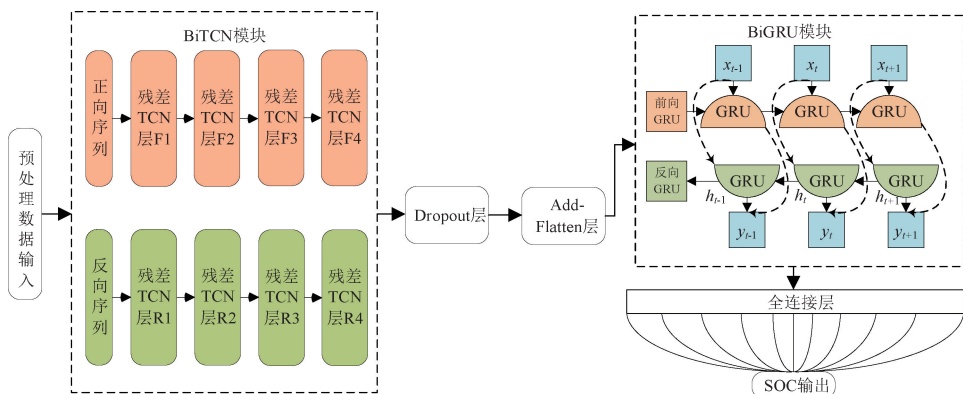 预处理数据输入
BiTCN模块
正向序列
残差
TCN
层F1
残差
TCN
层F2
残差
TCN
层F3
残差
TCN
层F4
反向序列
残差
TCN
层R1
残差
TCN
层R2
残差
TCN
层R3
残差
TCN
层R4
Dropout层
Add-
Flatten层
BiGRU模块
xt-1
xt
xt+1
前向
GRU
GRU
GRU
GRU
反向
GRU
GRU
GRU
GRU
ht-1
ht
ht+1
yt-1
yt
yt+1
全连接层
SOC输出